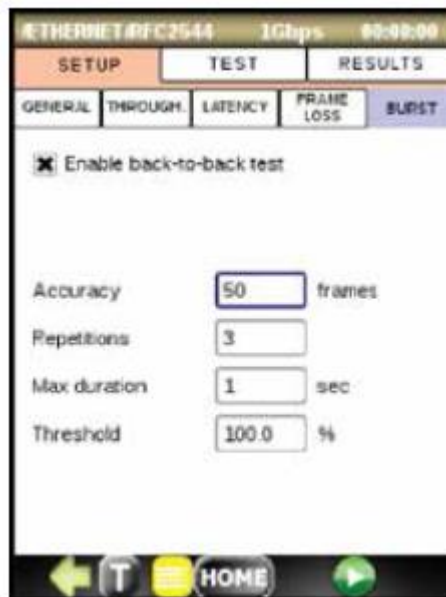 ETHERNET/RFC2544 1Gbps 00:00:00
SETUP TEST RESULTS
GENERAL THROUGH. LATENCY FRAME LOSS BURST
Enable back-to-back test
Accuracy 50 frames
Repetitions 3
Max duration 1 sec
Threshold 100.0 %
T HOME